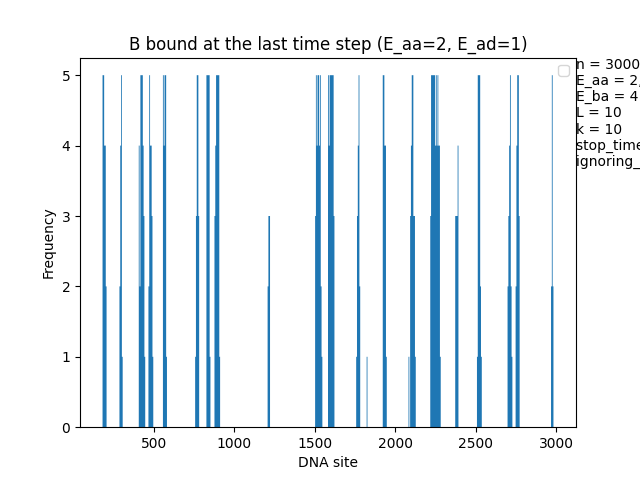 B bound at the last time step (E_aa=2, E_ad=1)
n = 3000
E_aa = 2,
E_ba = 4
L = 10
k = 10
stop_time
ignoring_
5
4
3
2
1
0
Frequency
500 1000 1500 2000 2500 3000
DNA site